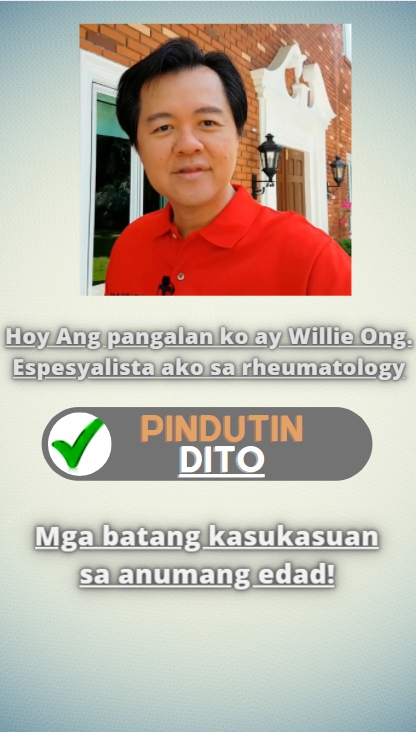 Hoy Ang pangalan ko ay Willie Ong.
Espesyalista ako sa rheumatology
PINDUTIN
DITO
Mga batang kasukasuan
sa anumang edad!